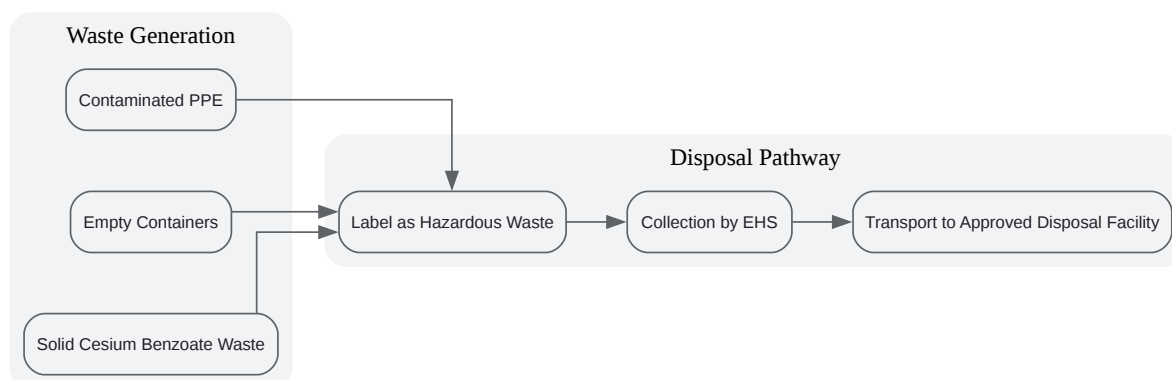 Waste Generation
Contaminated PPE
Disposal Pathway
Empty Containers
Label as Hazardous Waste
Collection by EHS
Transport to Approved Disposal Facility
Solid Cesium Benzoate Waste